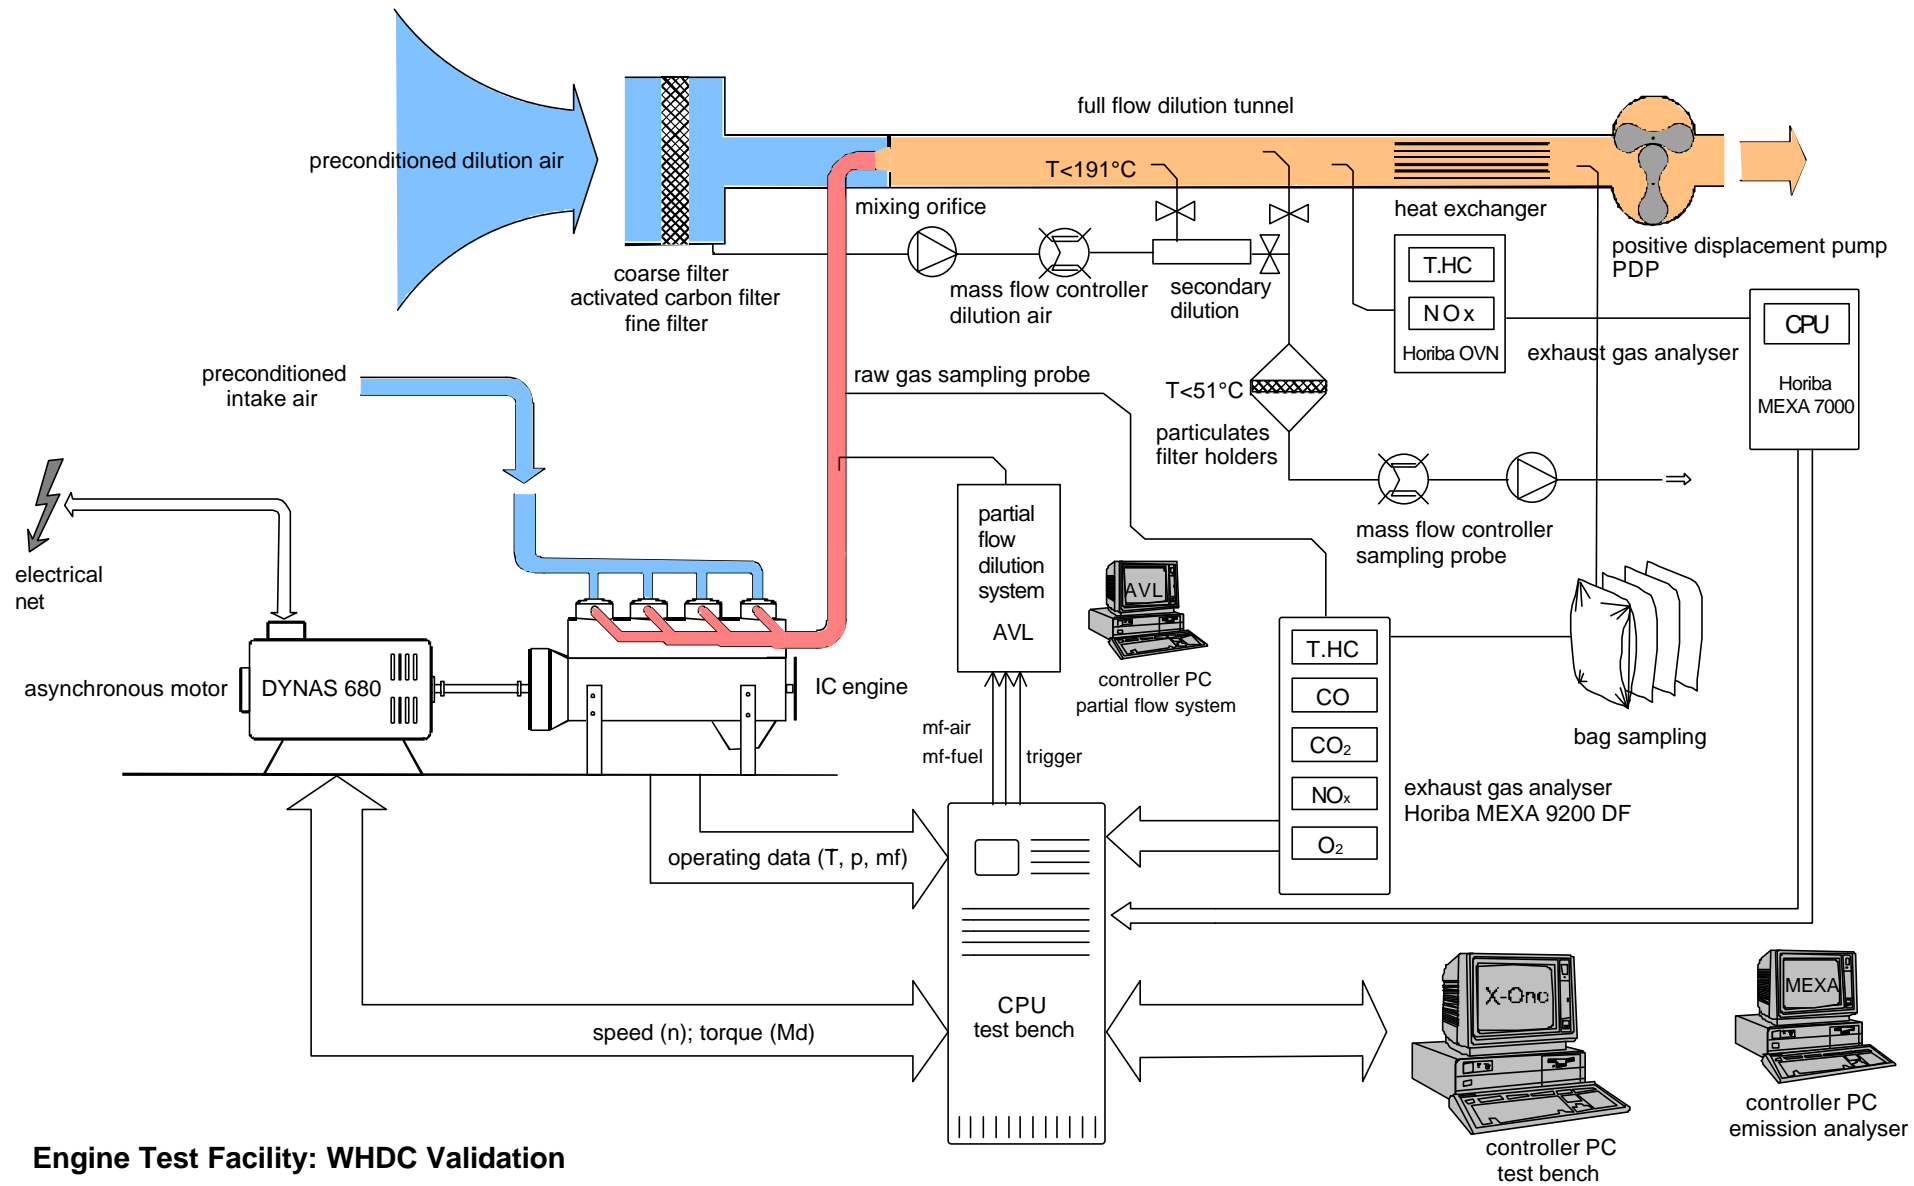 full flow dilution tunnel
preconditioned dilution air
T<191°C
mixing orifice
heat exchanger
positive displacement pump
PDP
coarse filter
activated carbon filter
fine filter
mass flow controller
dilution air
secondary
dilution
T.HC
NOx
Horiba OVN
exhaust gas analyser
CPU
Horiba
MEXA 7000
preconditioned
intake air
raw gas sampling probe
T<51°C
particulates
filter holders
mass flow controller
sampling probe
electrical
net
partial
flow
dilution
system
AVL
AVL
controller PC
partial flow system
asynchronous motor
DYNAS 680
IC engine
mf-air
mf-fuel
trigger
T.HC
CO
CO2
NOx
O2
bag sampling
exhaust gas analyser
Horiba MEXA 9200 DF
operating data (T, p, mf)
speed (n); torque (Md)
CPU
test bench
X-Onc
MEXA
controller PC
test bench
controller PC
emission analyser
Engine Test Facility: WHDC Validation